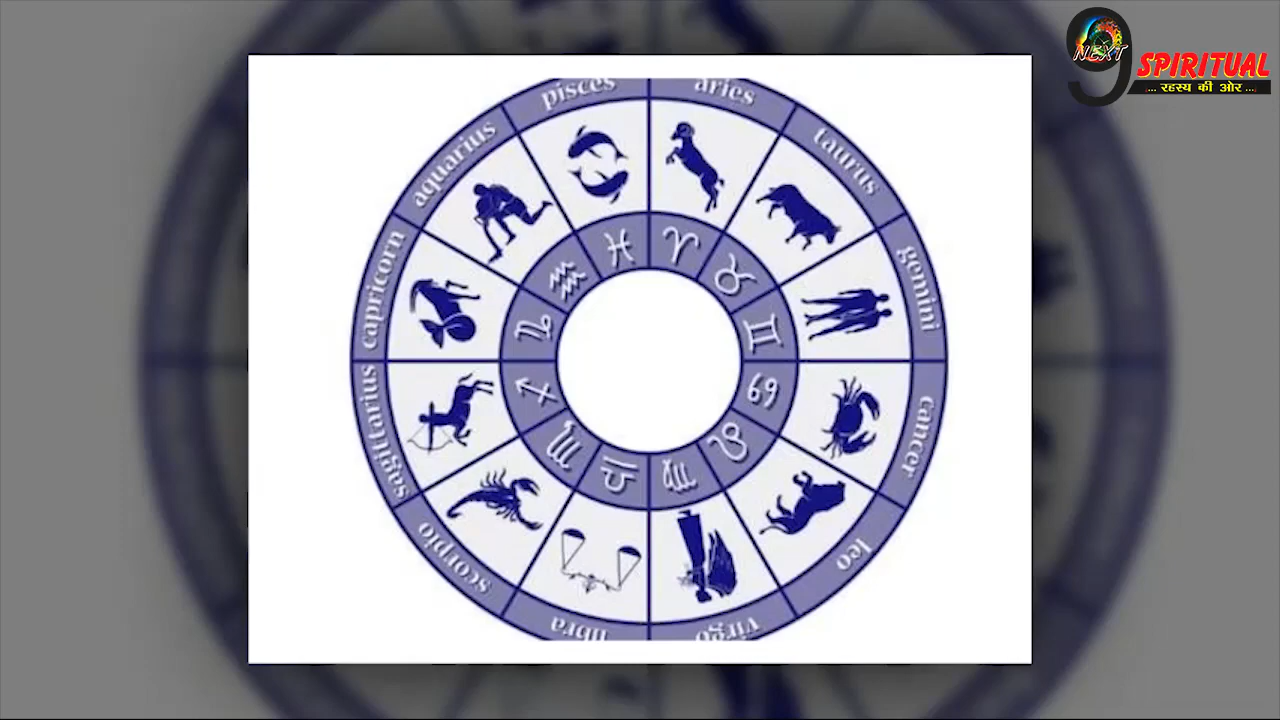 NEXT
9
SPIRITUAL
... रहस्य की ओर ...
pisces
aries
aquarius
taurus
capricorn
gemini
sagittarius
cancer
scorpio
leo
libra
virgo